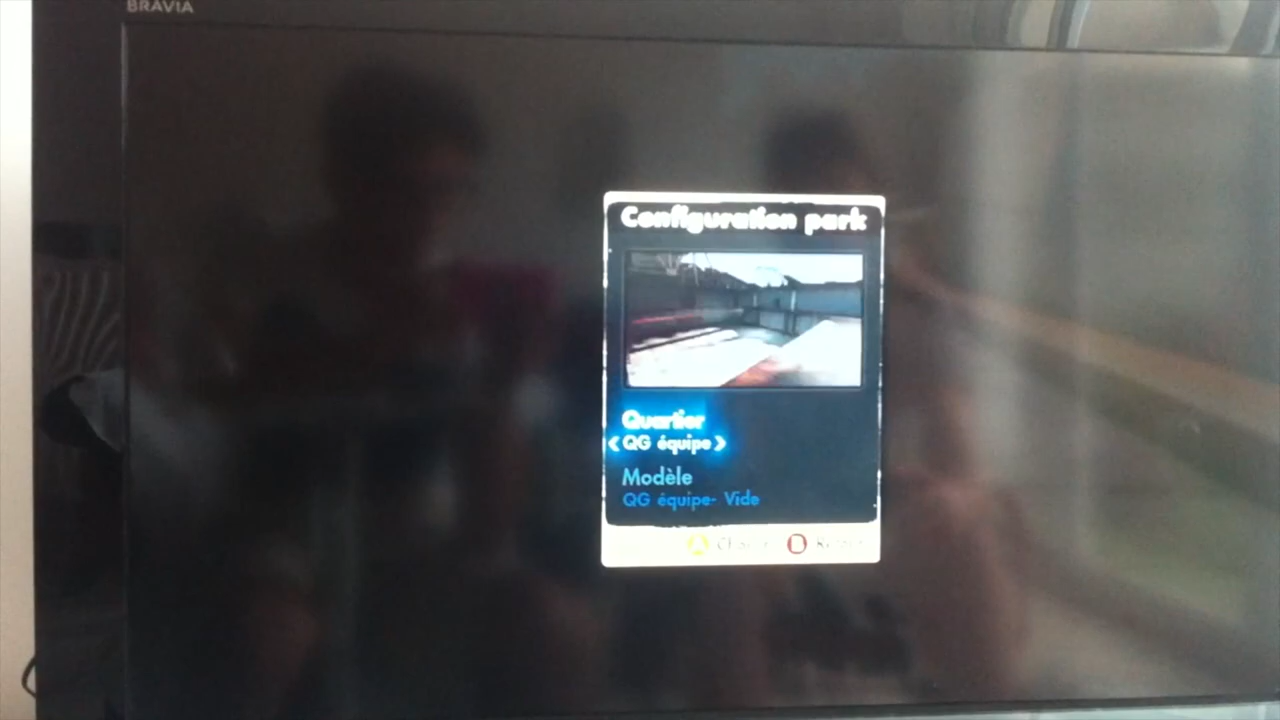 BRAVIA
Configuration park
Quartier
QG équipe
Modèle
QG équipe- Vide
A
B